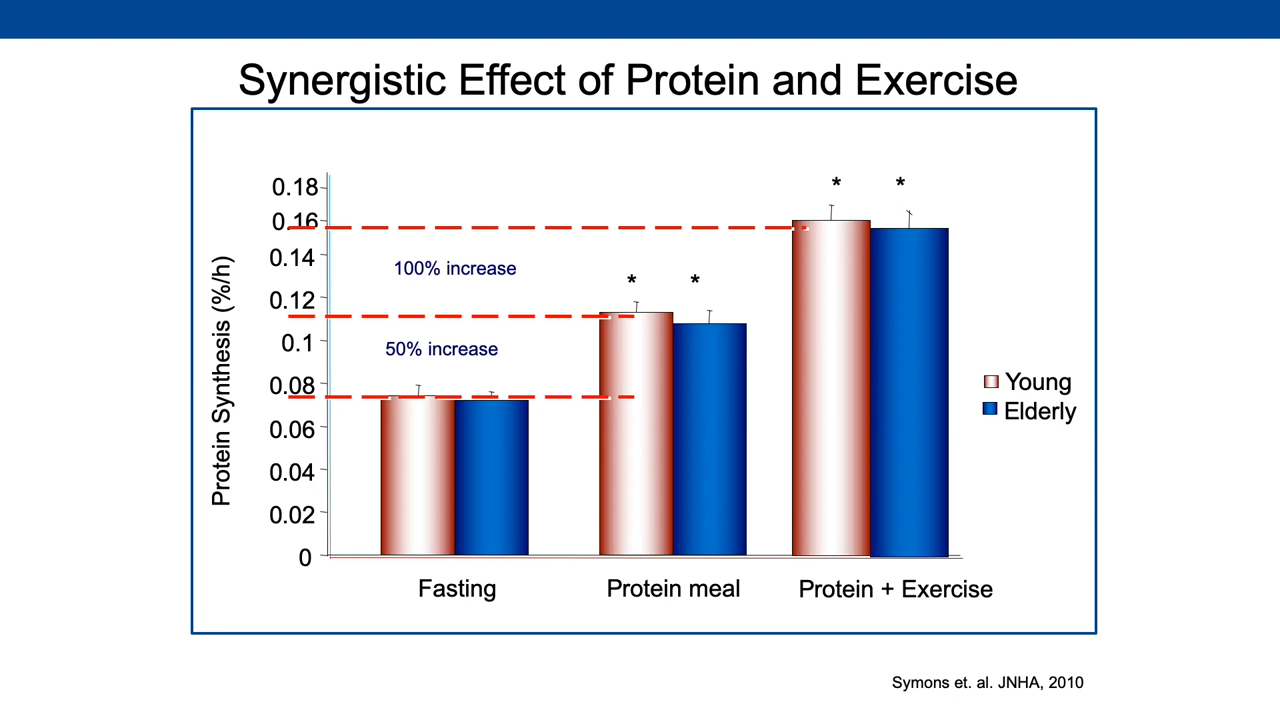 Synergistic Effect of Protein and Exercise
Protein Synthesis (%/h)
0.18
0.16
0.14
0.12
0.1
0.08
0.06
0.04
0.02
0
100% increase
50% increase
* *
* *
Young
Elderly
Fasting Protein meal Protein + Exercise
Symons et. al. JNHA, 2010